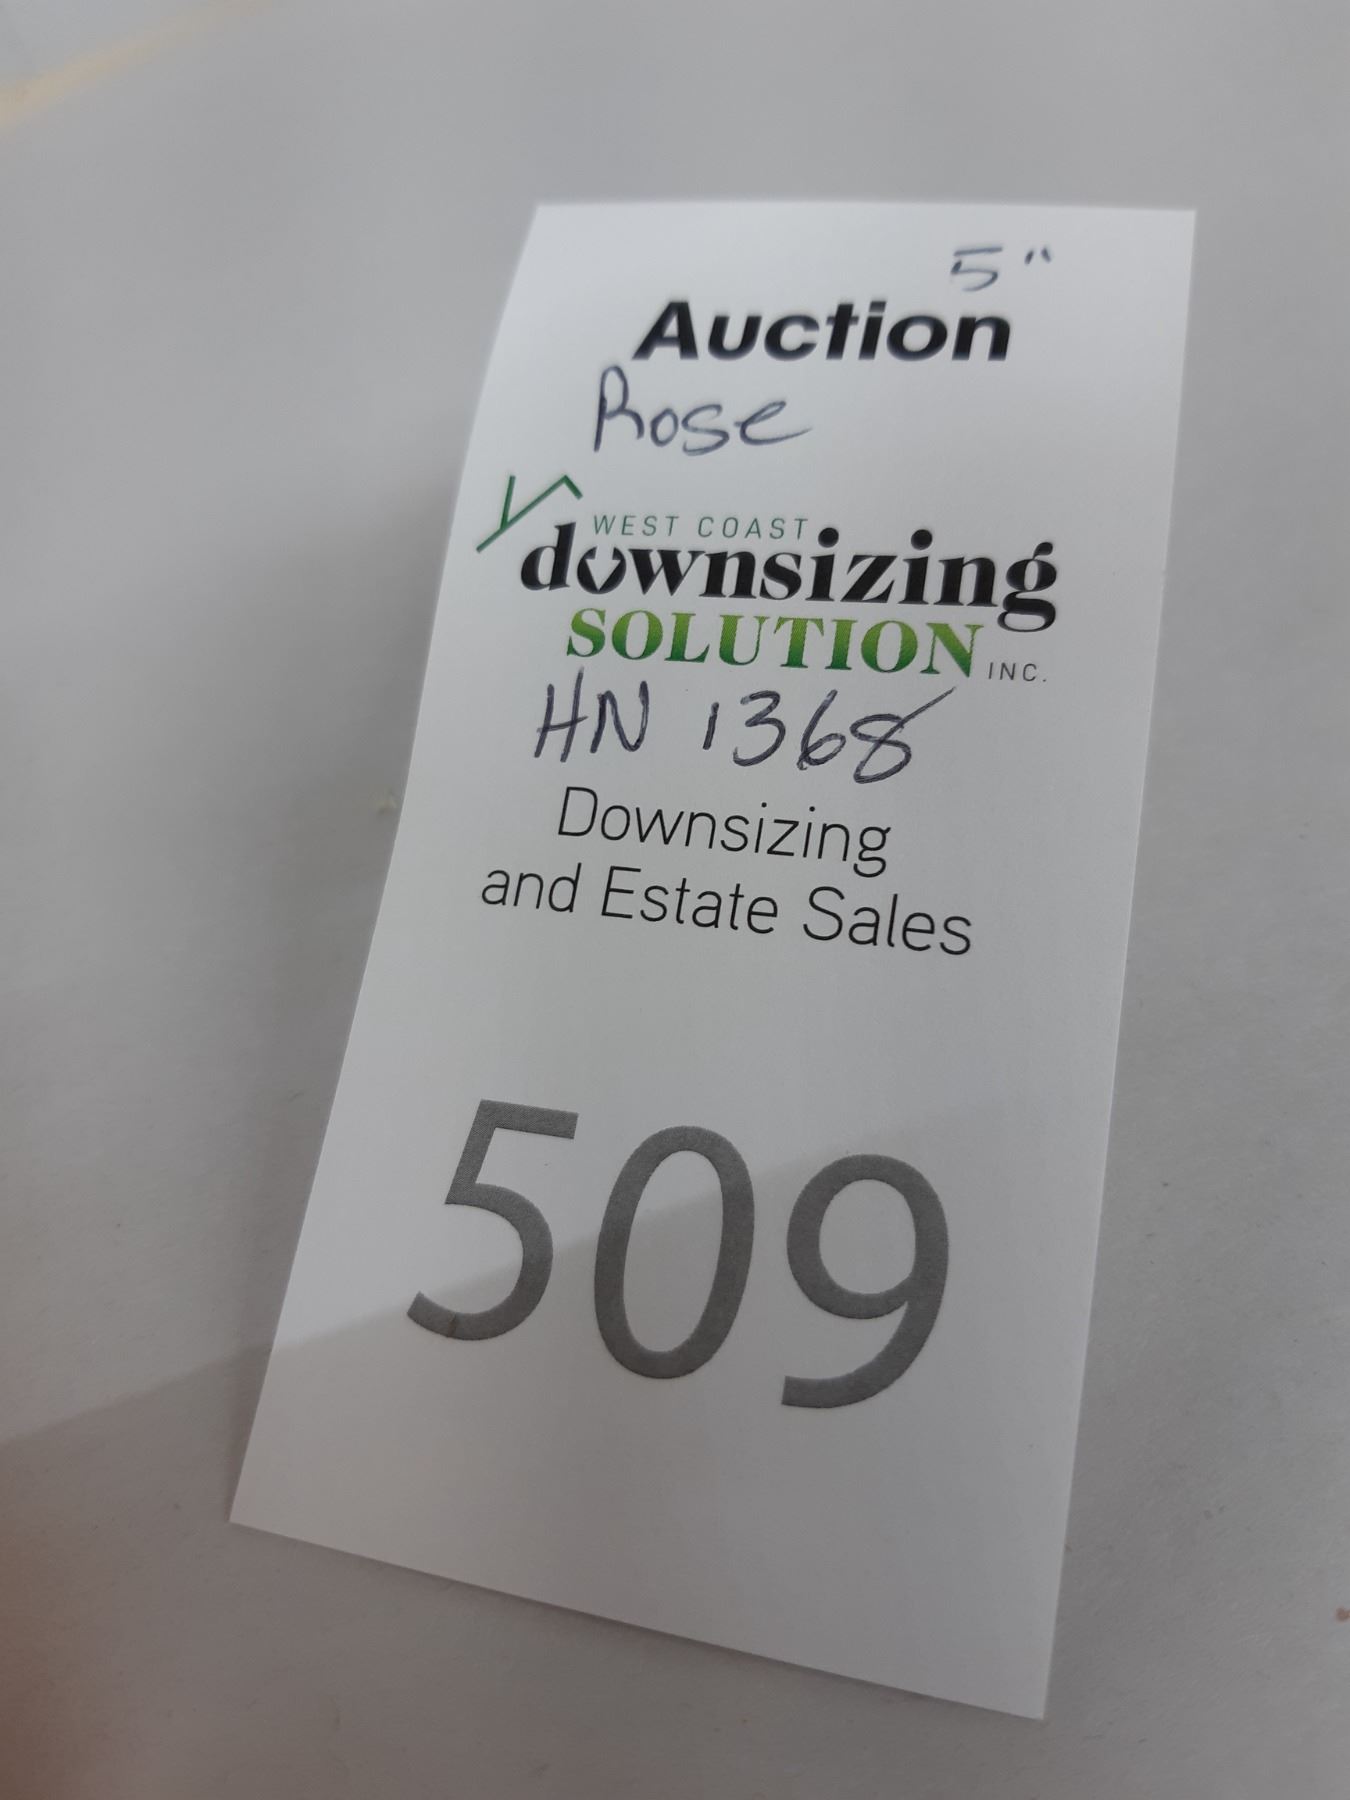 5"
Auction
Rose
WEST COAST
downsizing
SOLUTION INC.
HN 1368
Downsizing
and Estate Sales
509